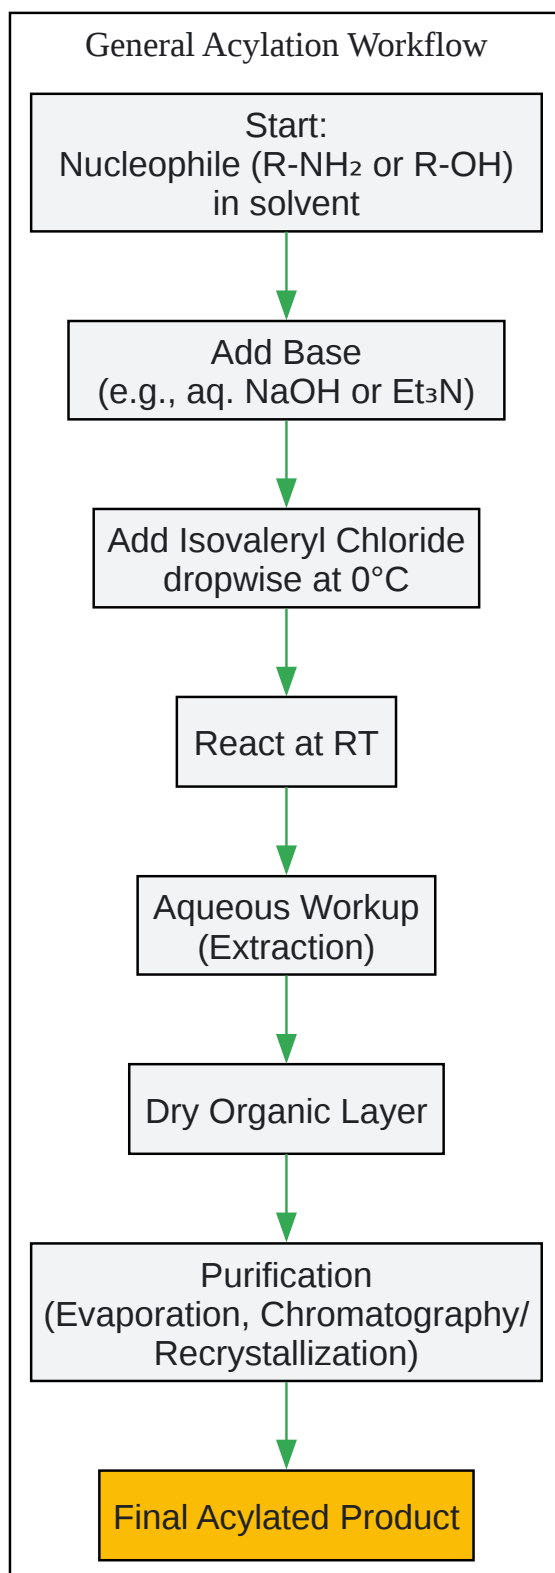 General Acylation Workflow
Start:
Nucleophile (R-NH₂ or R-OH)
in solvent
Add Base
(e.g., aq. NaOH or Et₃N)
Add Isovaleryl Chloride
dropwise at 0°C
React at RT
Aqueous Workup
(Extraction)
Dry Organic Layer
Purification
(Evaporation, Chromatography/
Recrystallization)
Final Acylated Product